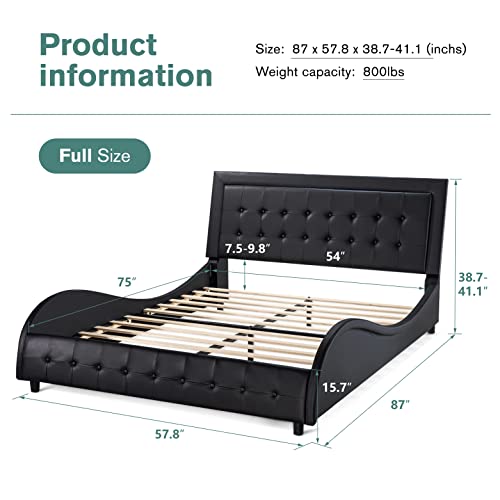 Product
information
Size: 87 x 57.8 x 38.7-41.1 (inchs)
Weight capacity: 800lbs
Full Size
7.5-9.8"
54"
75"
38.7-
41.1"
15.7"
87"
57.8"